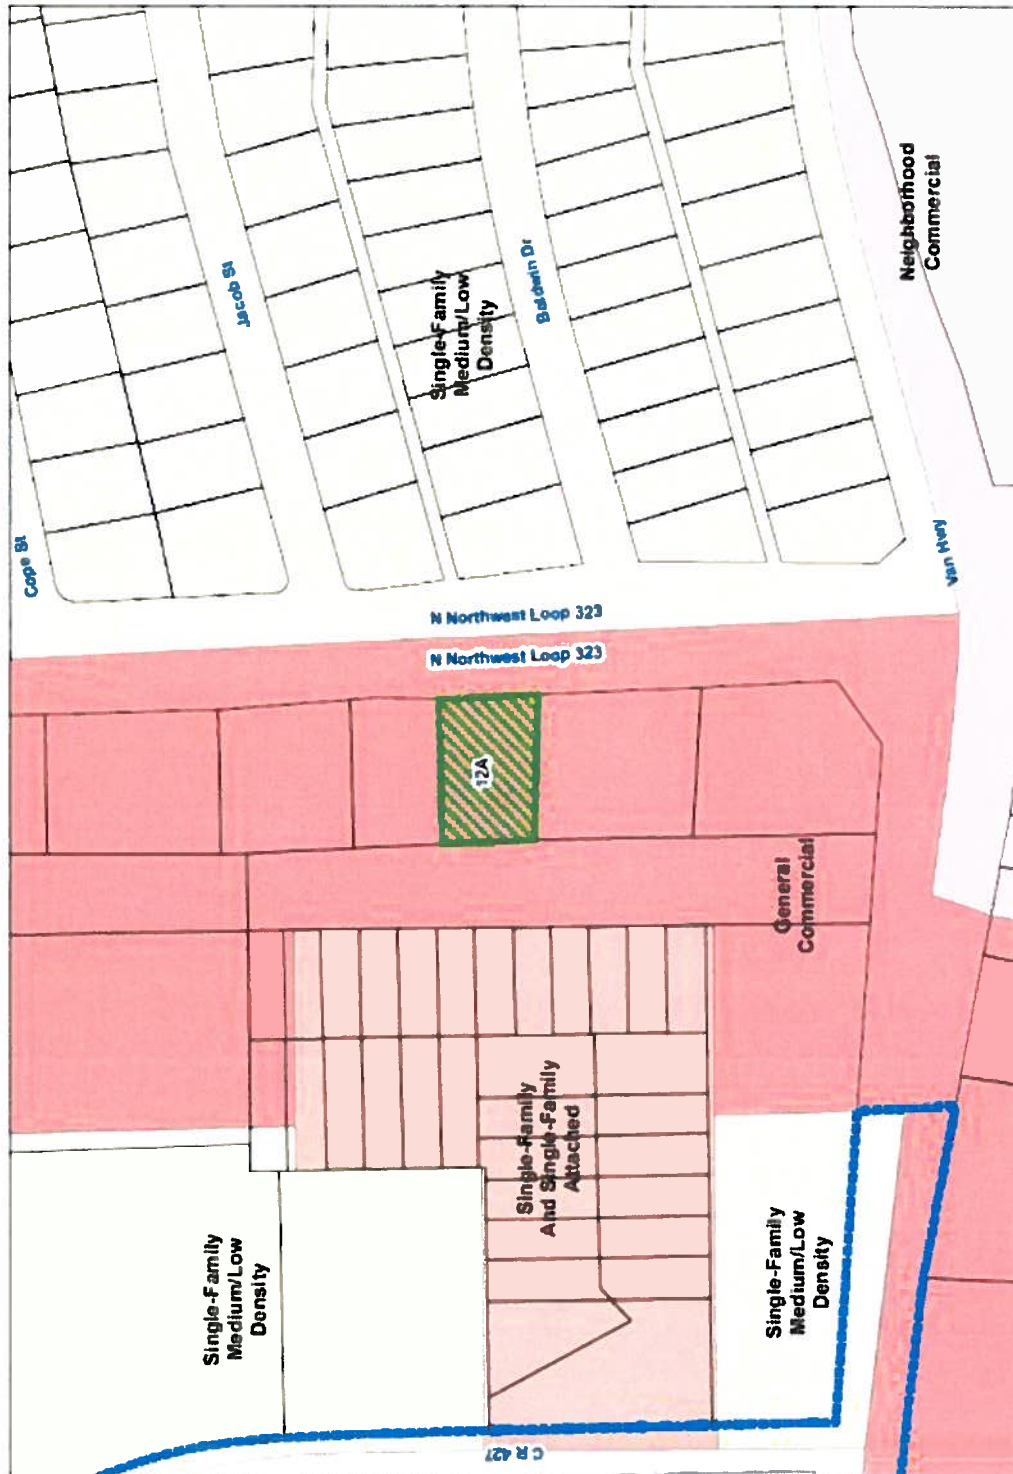 Cope St
Jacob St
Single-Family
Medium/Low
Density
Baldwin Dr
Neighborhood
Commercial
Van Hwy
N Northwest Loop 323
N Northwest Loop 323
12A
General
Commercial
Single-Family
And Single-Family
Attached
Single-Family
Medium/Low
Density
Single-Family
Medium/Low
Density
C R 427